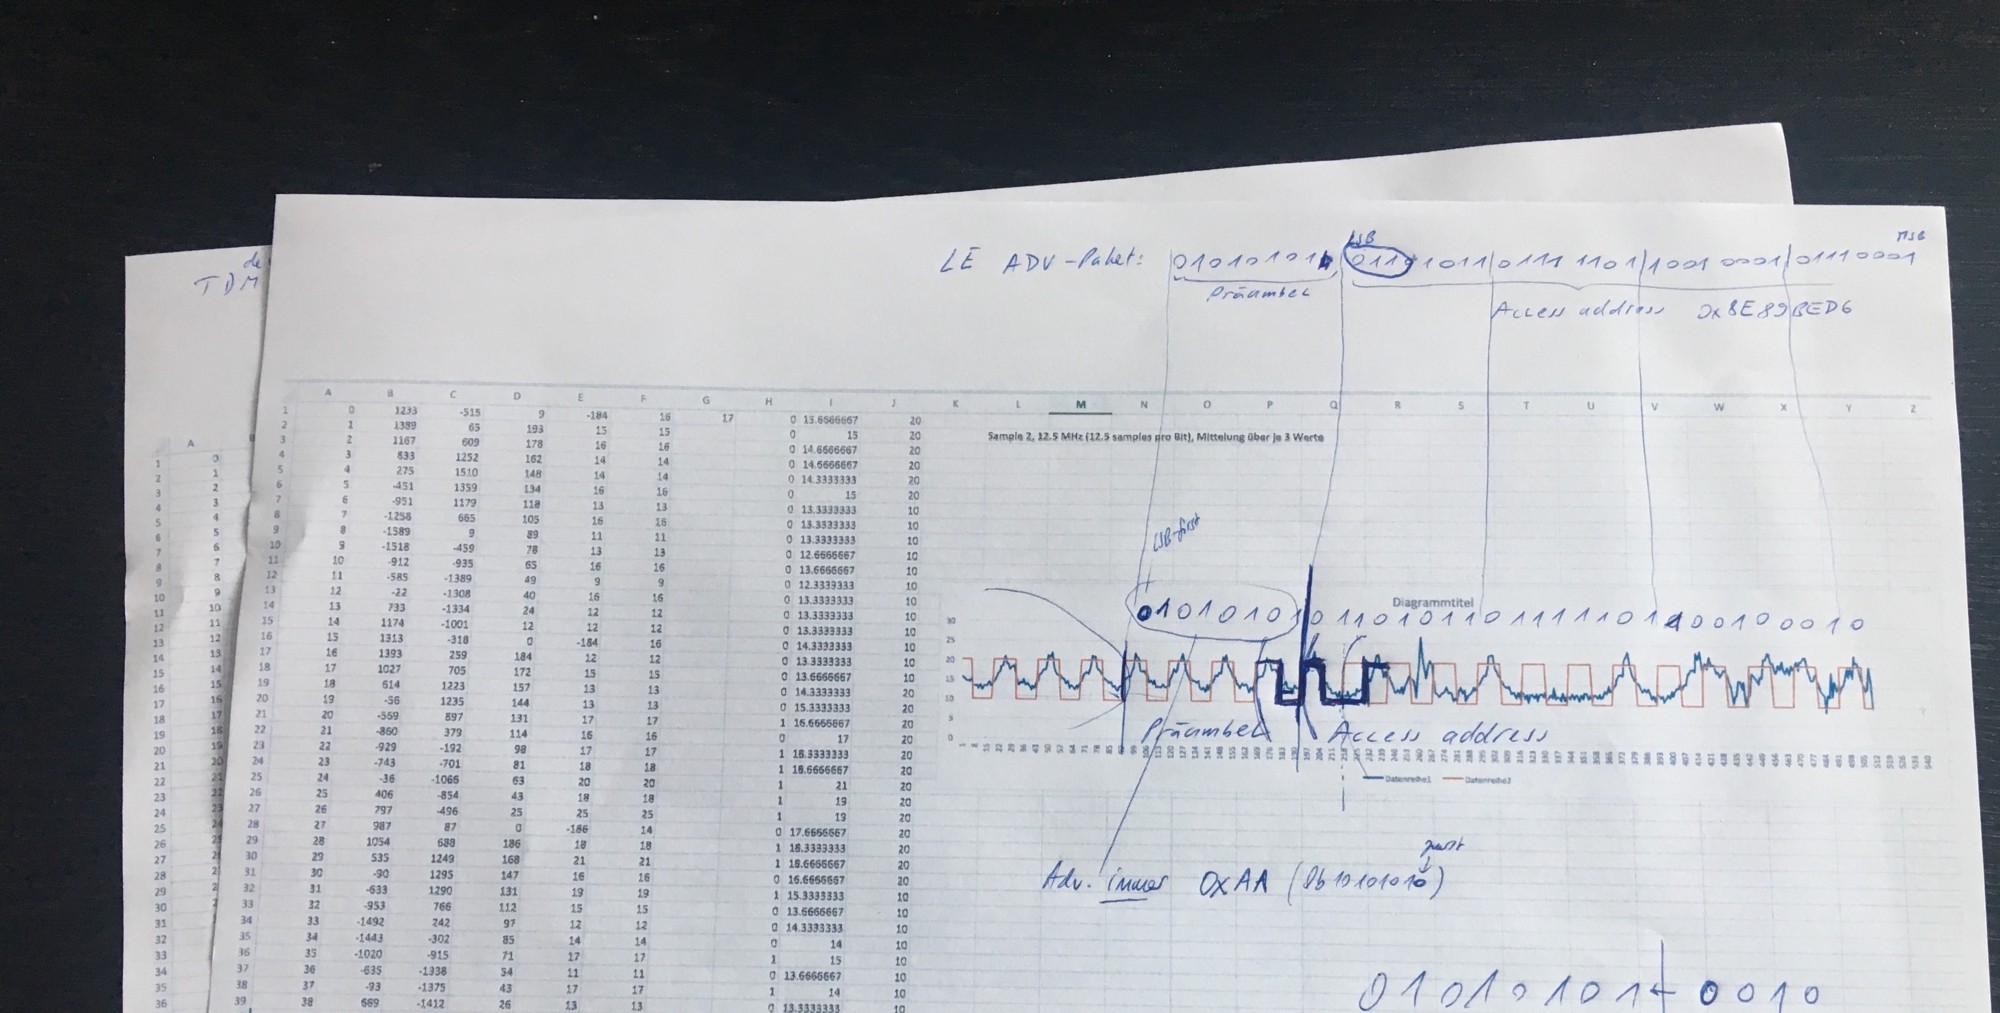 LSB
MSB
LE ADV-Paket: 01010101 | 01101011 | 0111 1101 | 1001 0001 | 01110001
Präambel
Access address 0x8E89BED6
de
TDM
A B C D E F G H I J K L M N O P Q R S T U V W X Y Z
1 0 1233 -515 9 -184 16 17 0 15.6666667 20
2 1 1389 65 193 15 15 0 15 20
3 2 1167 609 178 16 16 0 14.6666667 20
4 3 833 1252 162 14 14 0 14.6666667 20
5 4 275 1510 148 14 14 0 14.3333333 20
6 5 -451 1359 134 16 16 0 15 20
7 6 -951 1179 118 13 13 0 13.3333333 10
8 7 -1258 665 105 16 16 0 13.3333333 10
9 8 -1589 9 89 11 11 0 13.3333333 10
10 9 -1518 -459 78 13 13 0 12.6666667 10
11 10 -912 -935 65 16 16 0 13.6666667 10
12 11 -585 -1389 49 9 9 0 12.3333333 10
13 12 -22 -1308 40 16 16 0 13.3333333 10
14 13 733 -1334 24 12 12 0 13.3333333 10
15 14 1174 -1001 12 12 12 0 13.3333333 10
16 15 1313 -318 0 -184 16 0 14.3333333 10
17 16 1393 259 184 12 12 0 13.3333333 10
18 17 1027 705 172 15 15 0 13.6666667 10
19 18 614 1223 157 13 13 0 14.3333333 20
20 19 -56 1235 144 13 13 0 15.3333333 20
21 20 -569 897 131 17 17 1 16.6666667 20
22 21 -860 379 114 16 16 0 17 20
23 22 -929 -192 98 17 17 1 18.3333333 20
24 23 -743 -701 81 18 18 1 18.6666667 20
25 24 -36 -1066 63 20 20 1 21 20
26 25 406 -854 43 18 18 1 19 20
27 26 797 -496 25 25 25 1 19 20
28 27 987 87 0 -186 14 0 17.6666667 20
29 28 1054 688 186 18 18 1 18.3333333 20
30 29 535 1249 168 21 21 1 18.6666667 20
31 30 -90 1295 147 16 16 0 16.6666667 20
32 31 -633 1290 131 19 19 1 15.3333333 10
33 32 -953 766 112 15 15 0 13.6666667 10
34 33 -1492 242 97 12 12 0 14.3333333 10
35 34 -1443 -302 85 14 14 0 14 10
36 35 -1020 -915 71 17 17 1 15 10
37 36 -635 -1338 54 11 11 0 13.6666667 10
38 37 -93 -1375 43 17 17 1 14 10
39 38 669 -1412 26 13 13 0 13.3333333 10
Sample 2, 12.5 MHz (12.5 samples pro Bit), Mittelung über je 3 Werte
LSB-first
Diagrammtitel
01010101 01101011 01111101 10010010
30
25
20
15
10
5
0
Präambel
Access address
Datenreihe1 Datenreihe2
Adv. immer 0xAA (0b10101010)
01010101 0010